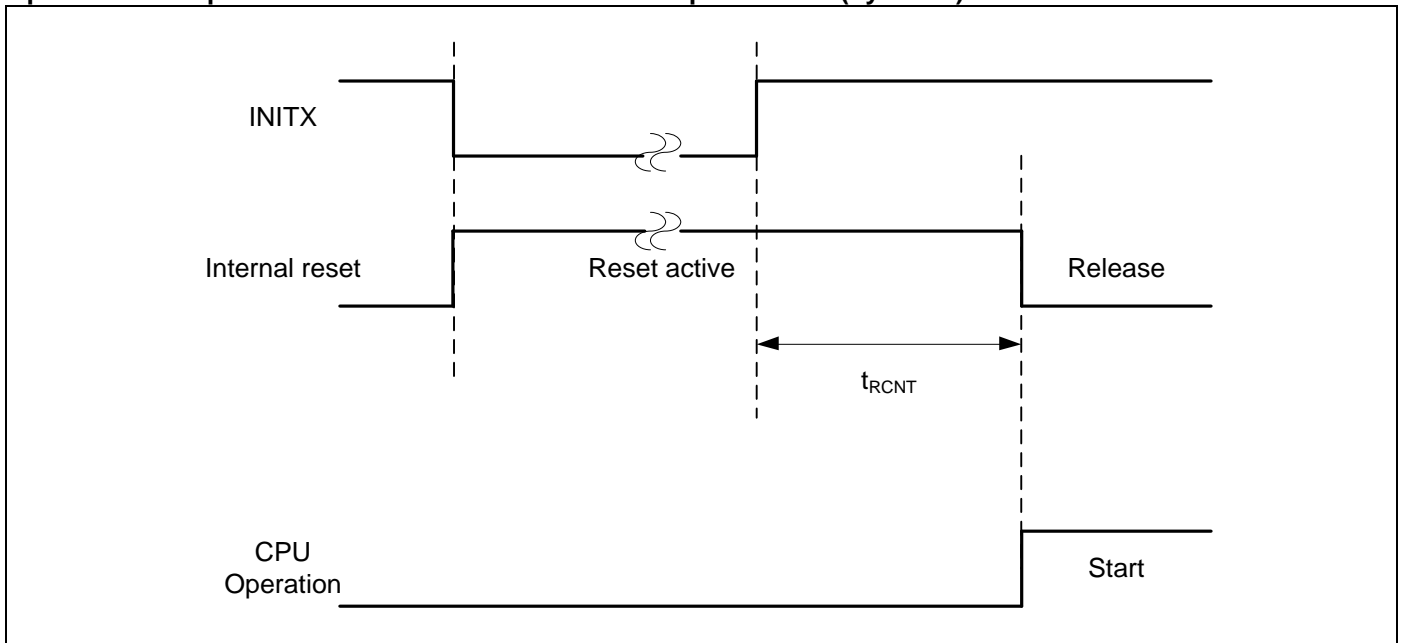 INITX
Internal reset
Reset active
Release
tRCNT
CPU
Operation
Start